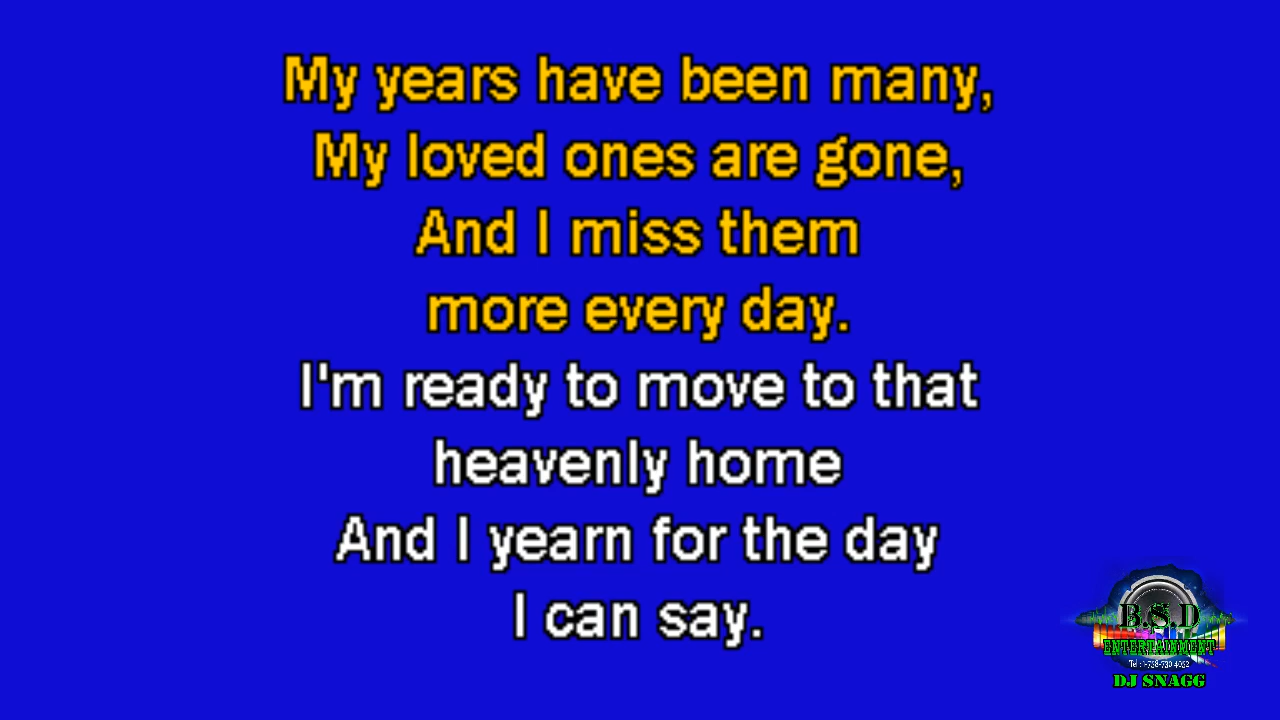 My years have been many,
My loved ones are gone,
And I miss them
more every day.
I'm ready to move to that
heavenly home
And I yearn for the day
I can say.
B.S.D
ENTERTAINMENT
DJ SNAGG